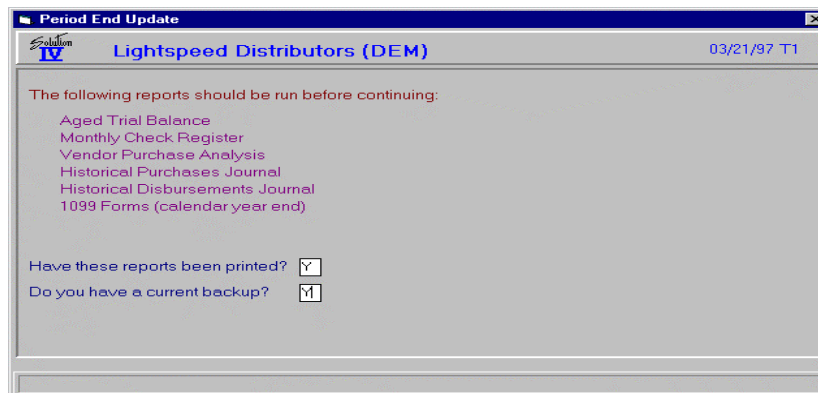 Period End Update
Solution
IV
Lightspeed Distributors (DEM)
03/21/97 T1
The following reports should be run before continuing:
Aged Trial Balance
Monthly Check Register
Vendor Purchase Analysis
Historical Purchases Journal
Historical Disbursements Journal
1099 Forms (calendar year end)
Have these reports been printed? Y
Do you have a current backup? Y